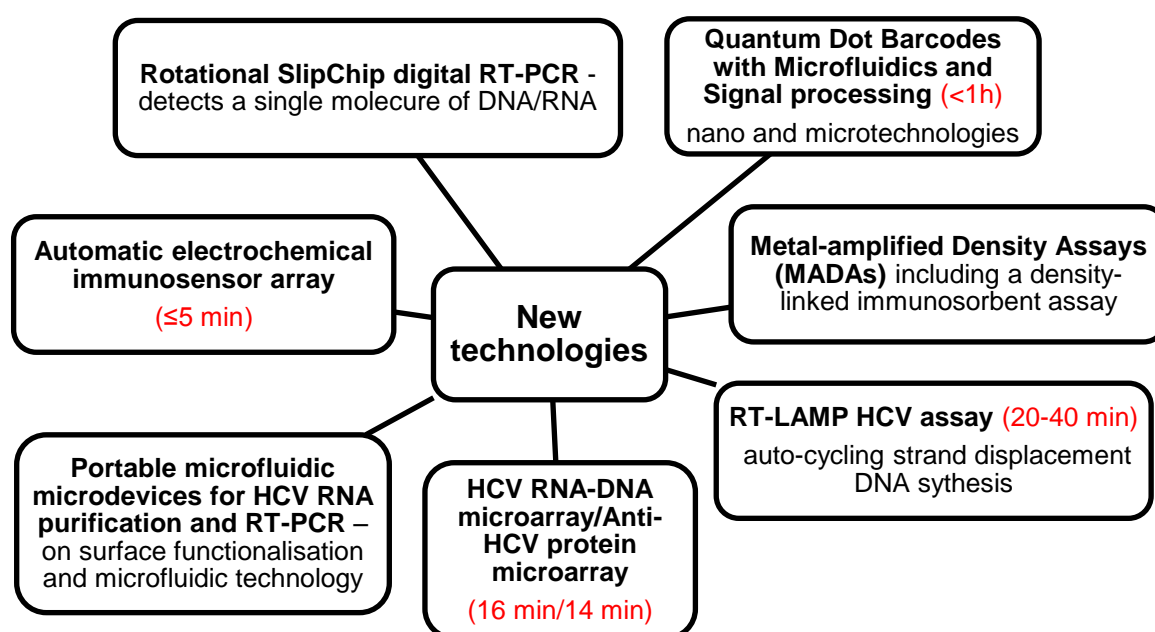 Rotational SlipChip digital RT-PCR -
detects a single molecure of DNA/RNA
Quantum Dot Barcodes
with Microfluidics and
Signal processing (<1h)
nano and microtechnologies
Automatic electrochemical
immunosensor array
(≤5 min)
New
technologies
Metal-amplified Density Assays
(MADAs) including a density-
linked immunosorbent assay
RT-LAMP HCV assay (20-40 min)
auto-cycling strand displacement
DNA sythesis
Portable microfluidic
microdevices for HCV RNA
purification and RT-PCR –
on surface functionalisation
and microfluidic technology
HCV RNA-DNA
microarray/Anti-
HCV protein
microarray
(16 min/14 min)